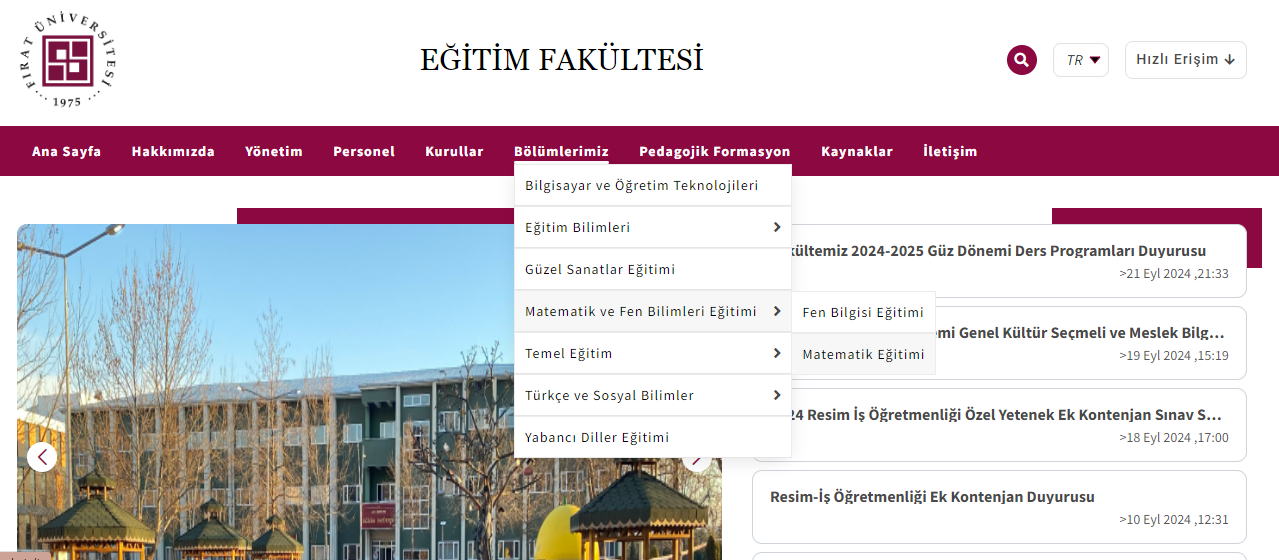 FIRAT ÜNİVERSİTESİ
1975
EĞİTİM FAKÜLTESİ
TR
Hızlı Erişim
Ana Sayfa Hakkımızda Yönetim Personel Kurullar Bölümlerimiz Pedagojik Formasyon Kaynaklar İletişim
Bilgisayar ve Öğretim Teknolojileri
Eğitim Bilimleri
Güzel Sanatlar Eğitimi
Matematik ve Fen Bilimleri Eğitimi
Temel Eğitim
Türkçe ve Sosyal Bilimler
Yabancı Diller Eğitimi
Fen Bilgisi Eğitimi
Matematik Eğitimi
kültemiz 2024-2025 Güz Dönemi Ders Programları Duyurusu
>21 Eyl 2024 ,21:33
emi Genel Kültür Seçmeli ve Meslek Bilg...
>19 Eyl 2024 ,15:19
24 Resim İş Öğretmenliği Özel Yetenek Ek Kontenjan Sınav S...
>18 Eyl 2024 ,17:00
Resim-İş Öğretmenliği Ek Kontenjan Duyurusu
>10 Eyl 2024 ,12:31